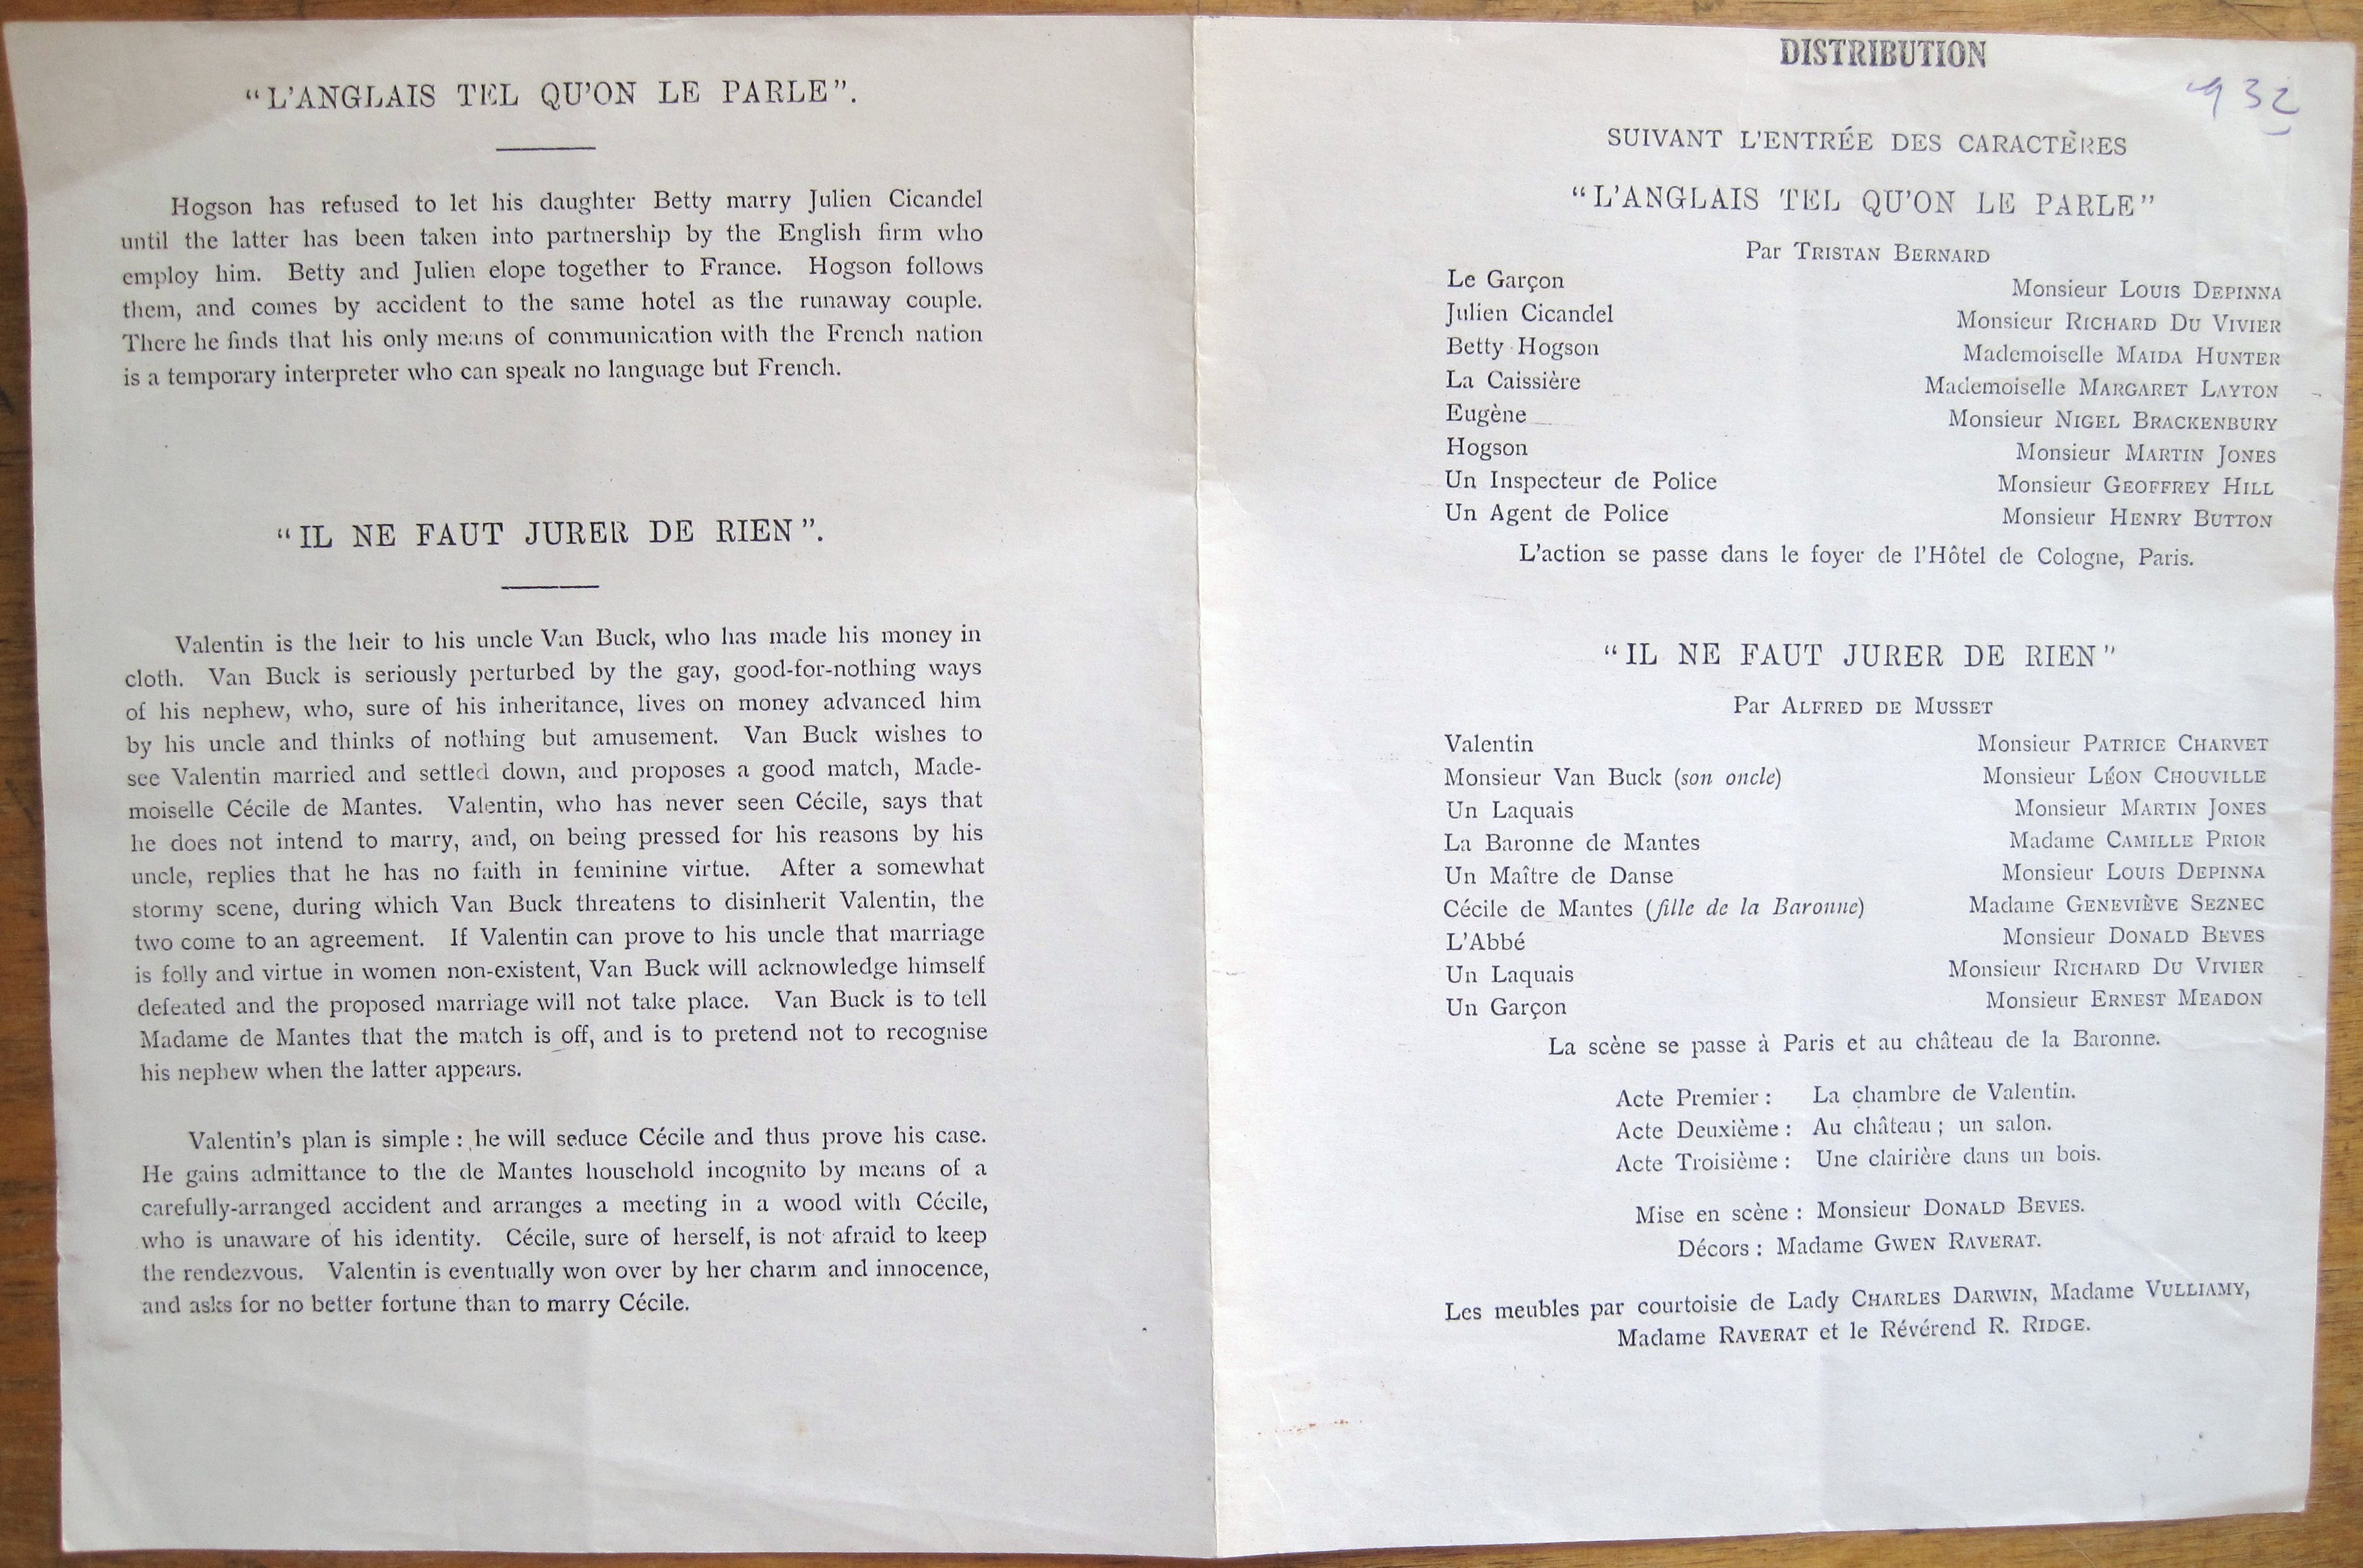 “L’ANGLAIS TEL QU’ON LE PARLE”.
Hogson has refused to let his daughter Betty marry Julien Cicandel
until the latter has been taken into partnership by the English firm who
employ him. Betty and Julien elope together to France. Hogson follows
them, and comes by accident to the same hotel as the runaway couple.
There he finds that his only means of communication with the French nation
is a temporary interpreter who can speak no language but French.
“IL NE FAUT JURER DE RIEN”.
Valentin is the heir to his uncle Van Buck, who has made his money in
cloth. Van Buck is seriously perturbed by the gay, good-for-nothing ways
of his nephew, who, sure of his inheritance, lives on money advanced him
by his uncle and thinks of nothing but amusement. Van Buck wishes to
see Valentin married and settled down, and proposes a good match, Made-
moiselle Cécile de Mantes. Valentin, who has never seen Cécile, says that
he does not intend to marry, and, on being pressed for his reasons by his
uncle, replies that he has no faith in feminine virtue. After a somewhat
stormy scene, during which Van Buck threatens to disinherit Valentin, the
two come to an agreement. If Valentin can prove to his uncle that marriage
is folly and virtue in women non-existent, Van Buck will acknowledge himself
defeated and the proposed marriage will not take place. Van Buck is to tell
Madame de Mantes that the match is off, and is to pretend not to recognise
his nephew when the latter appears.
Valentin’s plan is simple : he will seduce Cécile and thus prove his case.
He gains admittance to the de Mantes household incognito by means of a
carefully-arranged accident and arranges a meeting in a wood with Cécile,
who is unaware of his identity. Cécile, sure of herself, is not afraid to keep
the rendezvous. Valentin is eventually won over by her charm and innocence,
and asks for no better fortune than to marry Cécile.
DISTRIBUTION
932
SUIVANT L’ENTRÉE DES CARACTÈRES
“L’ANGLAIS TEL QU’ON LE PARLE”
Par TRISTAN BERNARD
Le Garçon Monsieur LOUIS DEPINNA
Julien Cicandel Monsieur RICHARD DU VIVIER
Betty Hogson Mademoiselle MAIDA HUNTER
La Caissière Mademoiselle MARGARET LAYTON
Eugène Monsieur NIGEL BRACKENBURY
Hogson Monsieur MARTIN JONES
Un Inspecteur de Police Monsieur GEOFFREY HILL
Un Agent de Police Monsieur HENRY BUTTON
L’action se passe dans le foyer de l’Hôtel de Cologne, Paris.
“IL NE FAUT JURER DE RIEN”
Par ALFRED DE MUSSET
Valentin Monsieur PATRICE CHARVET
Monsieur Van Buck (son oncle) Monsieur LÉON CHOUVILLE
Un Laquais Monsieur MARTIN JONES
La Baronne de Mantes Madame CAMILLE PRIOR
Un Maître de Danse Monsieur LOUIS DEPINNA
Cécile de Mantes (fille de la Baronne) Madame GENEVIÈVE SEZNEC
L’Abbé Monsieur DONALD BEVES
Un Laquais Monsieur RICHARD DU VIVIER
Un Garçon Monsieur ERNEST MEADON
La scène se passe à Paris et au château de la Baronne.
Acte Premier : La chambre de Valentin.
Acte Deuxième : Au château ; un salon.
Acte Troisième : Une clairière dans un bois.
Mise en scène : Monsieur DONALD BEVES.
Décors : Madame GWEN RAVERAT.
Les meubles par courtoisie de Lady CHARLES DARWIN, Madame VULLIAMY,
Madame RAVERAT et le Révérend R. RIDGE.